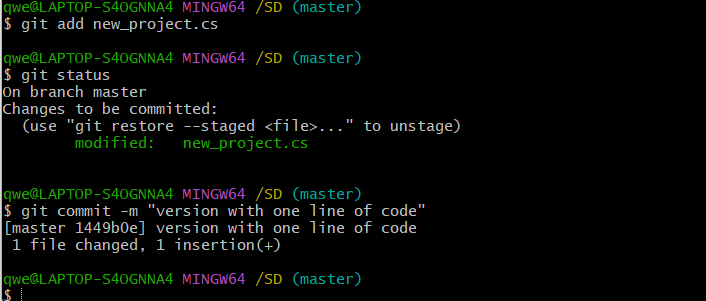 qwe@LAPTOP-S4OGNNA4 MINGW64 /SD (master)
$ git add new_project.cs
qwe@LAPTOP-S4OGNNA4 MINGW64 /SD (master)
$ git status
On branch master
Changes to be committed:
  (use "git restore --staged <file>..." to unstage)
        modified:   new_project.cs
qwe@LAPTOP-S4OGNNA4 MINGW64 /SD (master)
$ git commit -m "version with one line of code"
[master 1449b0e] version with one line of code
 1 file changed, 1 insertion(+)
qwe@LAPTOP-S4OGNNA4 MINGW64 /SD (master)
$